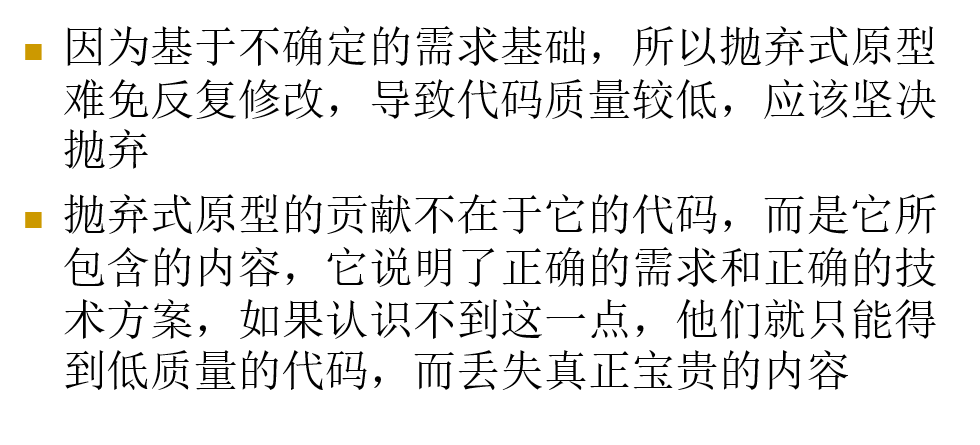 因为基于不确定的需求基础，所以抛弃式原型
难免反复修改，导致代码质量较低，应该坚决
抛弃
抛弃式原型的贡献不在于它的代码，而是它所
包含的内容，它说明了正确的需求和正确的技
术方案，如果认识不到这一点，他们就只能得
到低质量的代码，而丢失真正宝贵的内容